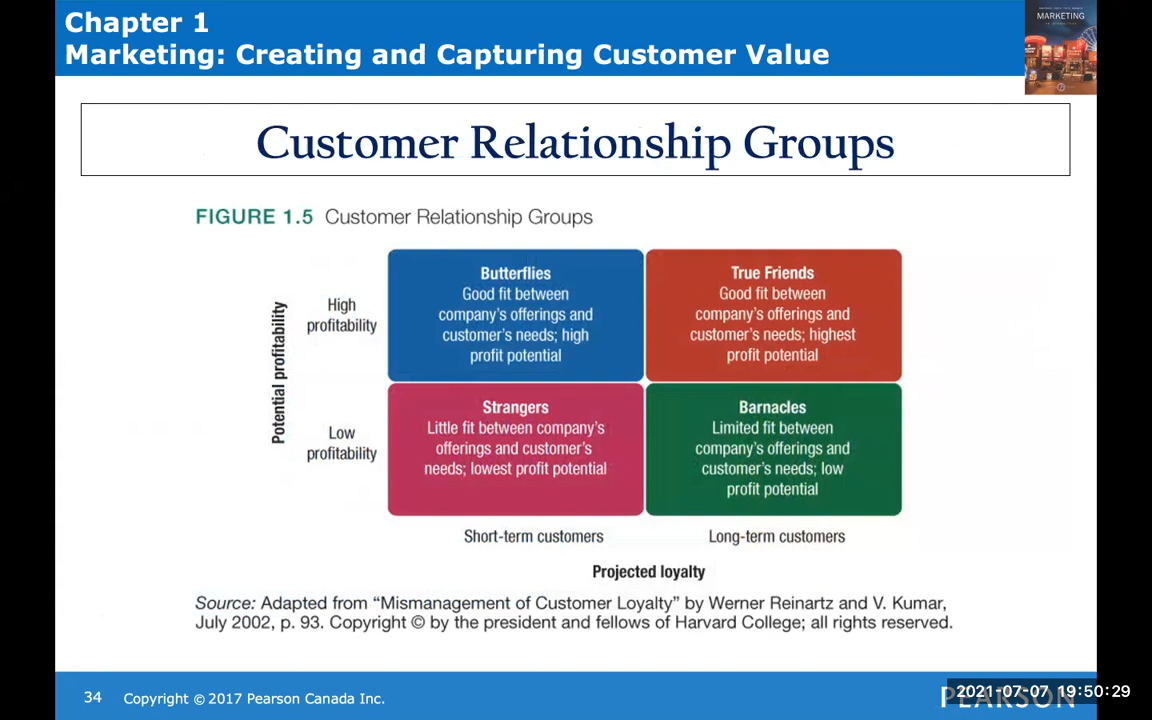 Chapter 1
Marketing: Creating and Capturing Customer Value
MARKETING
Customer Relationship Groups
FIGURE 1.5 Customer Relationship Groups
Potential profitability
High
profitability
Butterflies
Good fit between
company's offerings and
customer's needs; high
profit potential
True Friends
Good fit between
company's offerings and
customer's needs; highest
profit potential
Low
profitability
Strangers
Little fit between company's
offerings and customer's
needs; lowest profit potential
Barnacles
Limited fit between
company's offerings and
customer's needs; low
profit potential
Short-term customers
Long-term customers
Projected loyalty
Source: Adapted from “Mismanagement of Customer Loyalty” by Werner Reinartz and V. Kumar,
July 2002, p. 93. Copyright © by the president and fellows of Harvard College; all rights reserved.
34 Copyright © 2017 Pearson Canada Inc.
PEARSON
2021-07-07 19:50:29